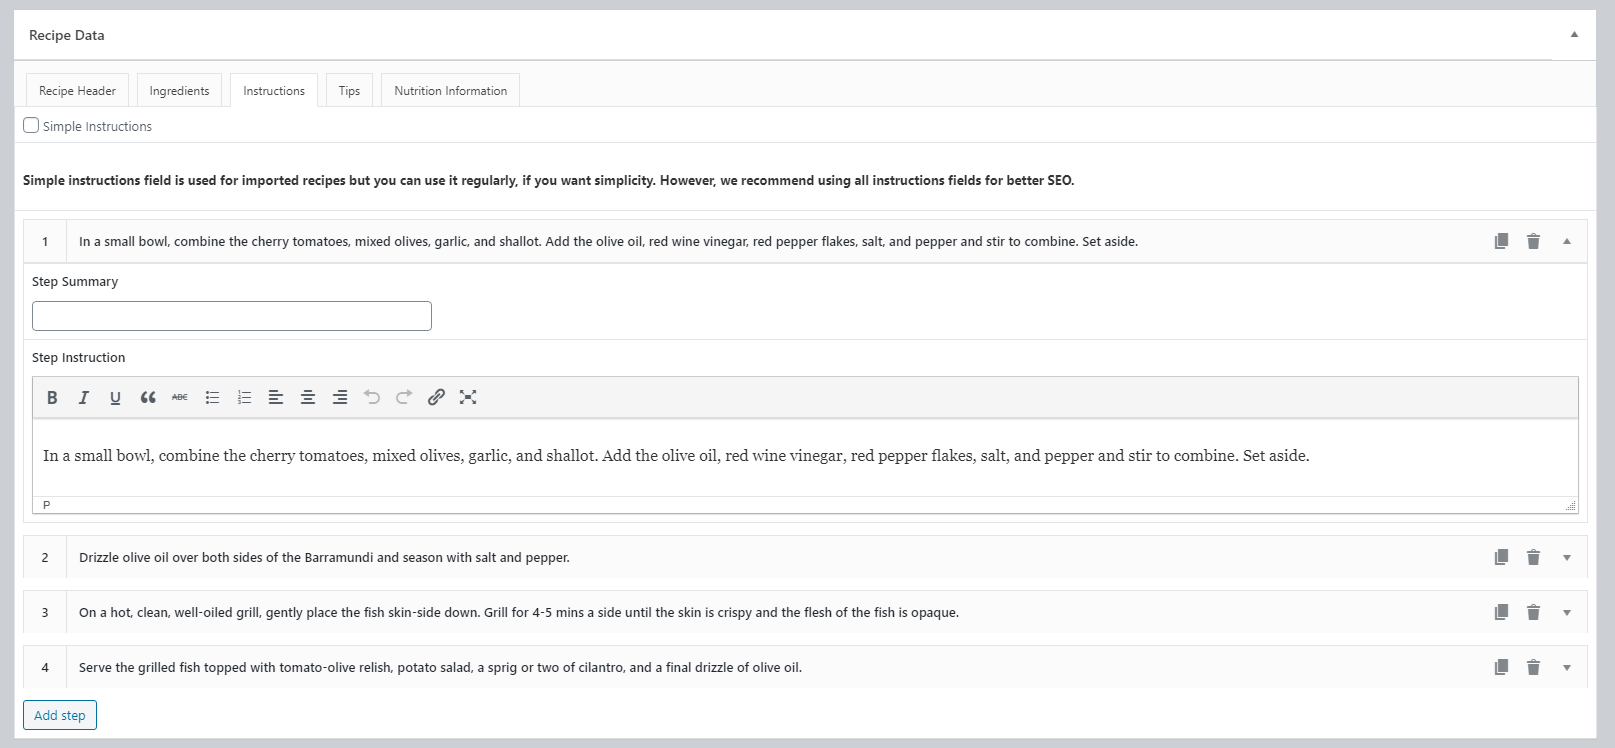 Recipe Data
Recipe Header
Ingredients
Instructions
Tips
Nutrition Information
Simple Instructions
Simple instructions field is used for imported recipes but you can use it regularly, if you want simplicity. However, we recommend using all instructions fields for better SEO.
1 In a small bowl, combine the cherry tomatoes, mixed olives, garlic, and shallot. Add the olive oil, red wine vinegar, red pepper flakes, salt, and pepper and stir to combine. Set aside.
Step Summary
Step Instruction
B I U ABC
In a small bowl, combine the cherry tomatoes, mixed olives, garlic, and shallot. Add the olive oil, red wine vinegar, red pepper flakes, salt, and pepper and stir to combine. Set aside.
P
2 Drizzle olive oil over both sides of the Barramundi and season with salt and pepper.
3 On a hot, clean, well-oiled grill, gently place the fish skin-side down. Grill for 4-5 mins a side until the skin is crispy and the flesh of the fish is opaque.
4 Serve the grilled fish topped with tomato-olive relish, potato salad, a sprig or two of cilantro, and a final drizzle of olive oil.
Add step